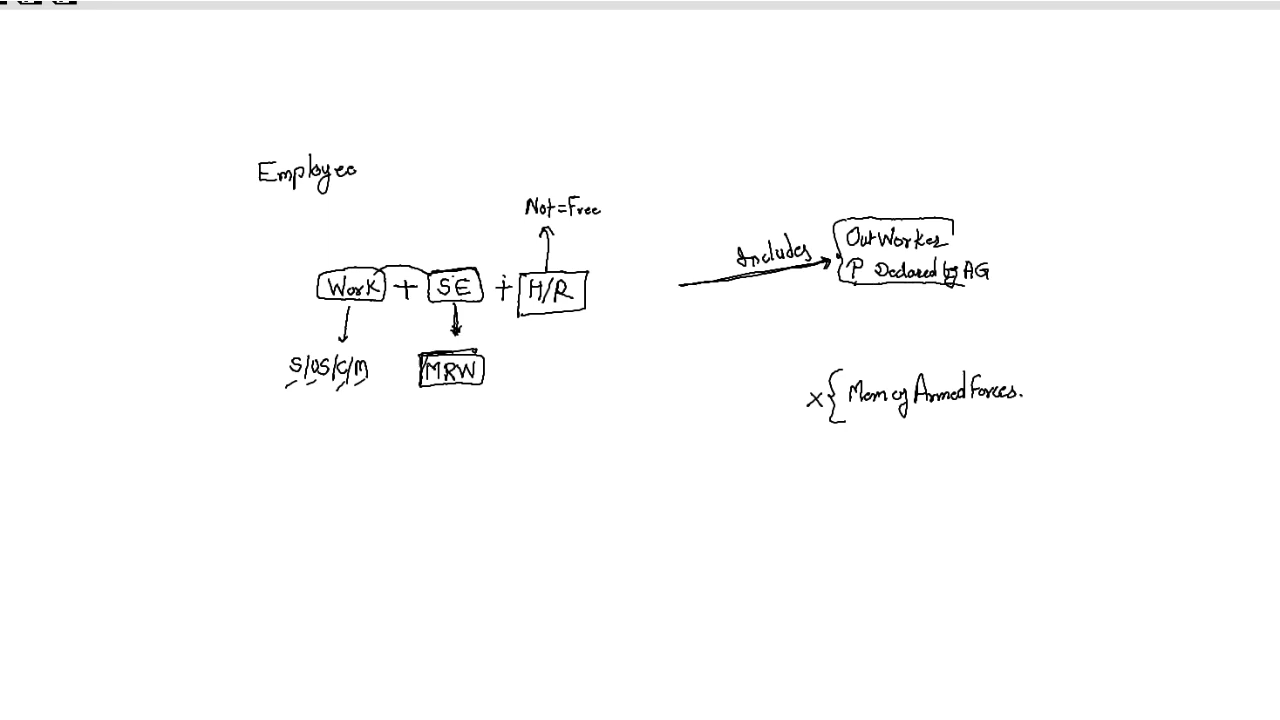 Employee
Not=Free
Includes
OutWorker
P Declared by AG
Work + SE + H/R
S/US/C/M
MRW
x{ Mem of Armed Forces.